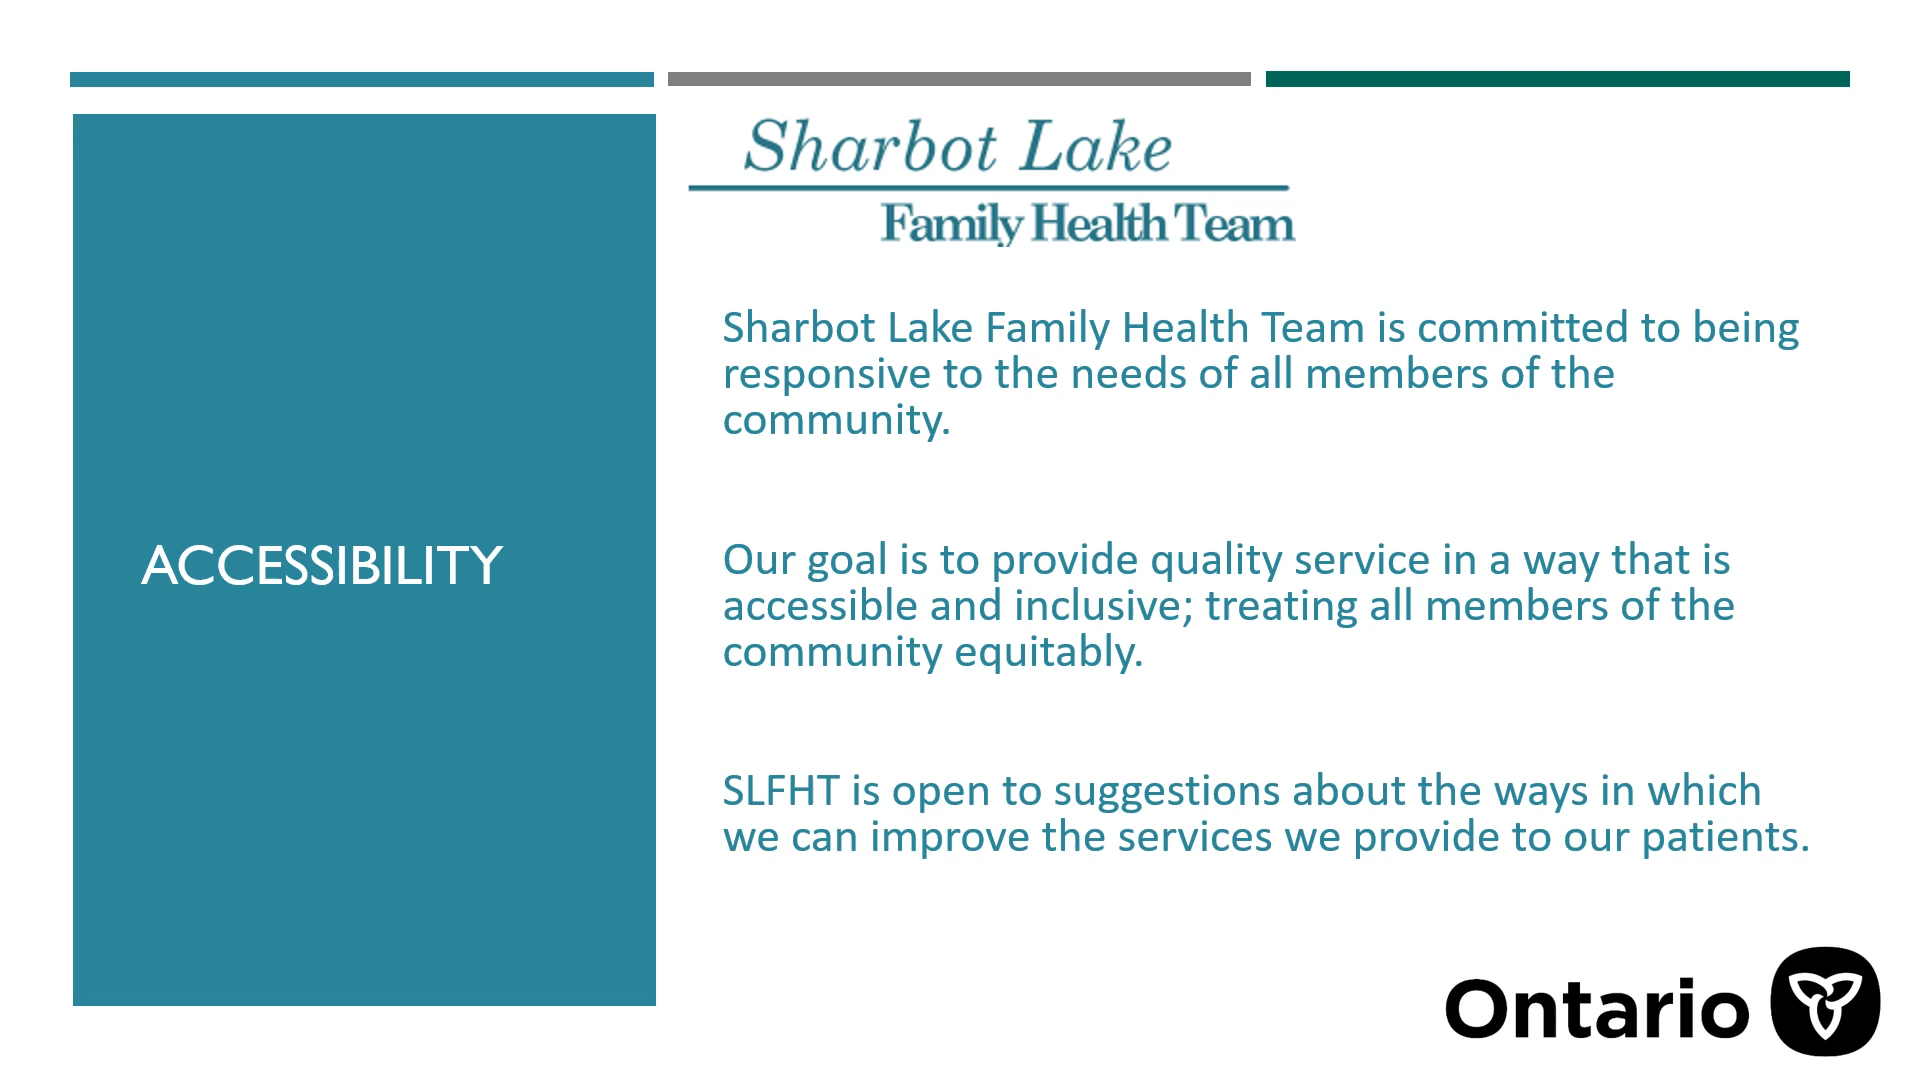 Sharbot Lake
Family Health Team
ACCESSIBILITY
Sharbot Lake Family Health Team is committed to being
responsive to the needs of all members of the
community.
Our goal is to provide quality service in a way that is
accessible and inclusive; treating all members of the
community equitably.
SLFHT is open to suggestions about the ways in which
we can improve the services we provide to our patients.
Ontario